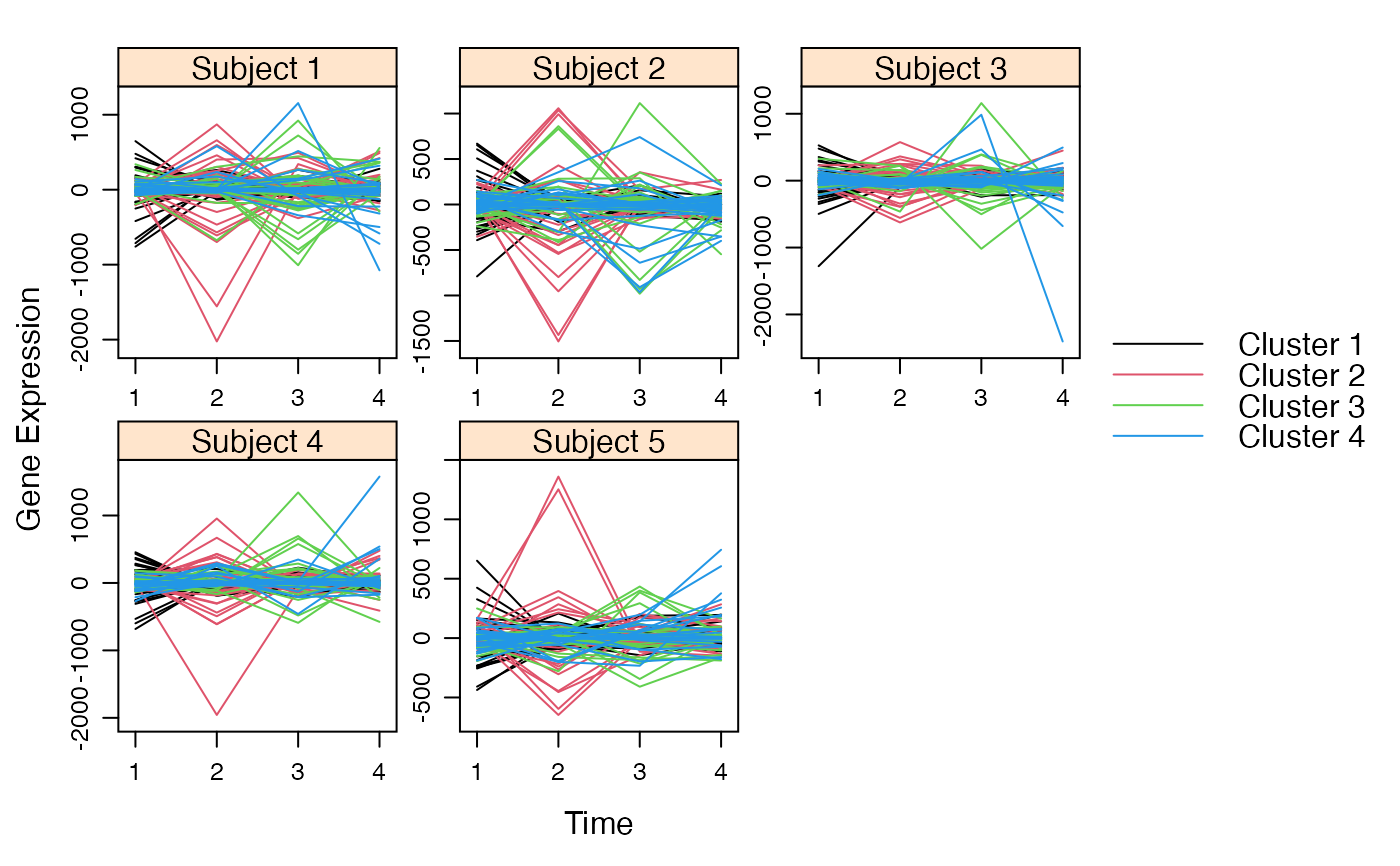 Subject 1
Subject 2
Subject 3
1000
0
-1000
-2000
500
0
-500
-1500
1000
0
-1000
-2000
1 2 3 4
1 2 3 4
1 2 3 4
Cluster 1
Cluster 2
Cluster 3
Cluster 4
Gene Expression
Subject 4
Subject 5
1000
0
-1000
-2000
1000
500
0
-500
1 2 3 4
1 2 3 4
Time